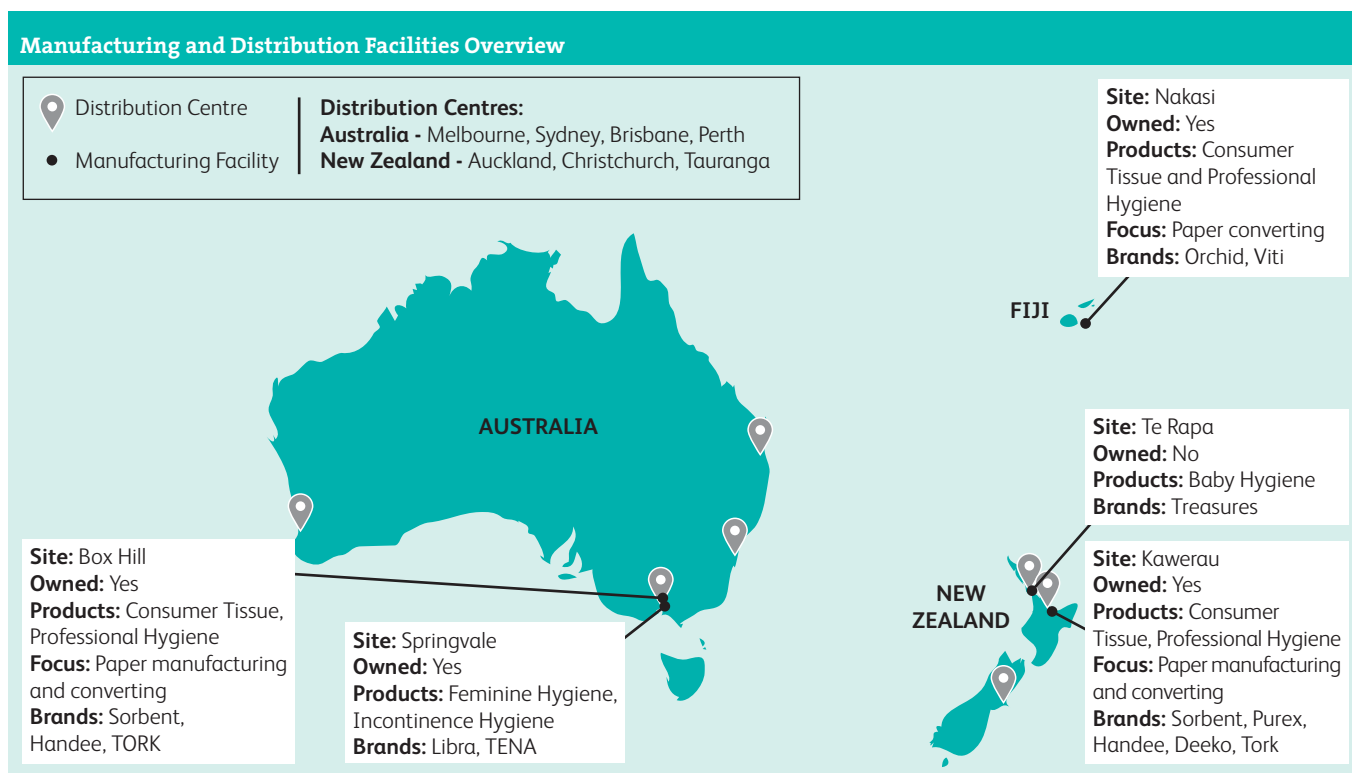 Manufacturing and Distribution Facilities Overview
Distribution Centre
Manufacturing Facility
Distribution Centres:
Australia - Melbourne, Sydney, Brisbane, Perth
New Zealand - Auckland, Christchurch, Tauranga
Site: Nakasi
Owned: Yes
Products: Consumer
Tissue and Professional
Hygiene
Focus: Paper converting
Brands: Orchid, Viti
FIJI
AUSTRALIA
Site: Te Rapa
Owned: No
Products: Baby Hygiene
Brands: Treasures
Site: Box Hill
Owned: Yes
Products: Consumer Tissue,
Professional Hygiene
Focus: Paper manufacturing
and converting
Brands: Sorbent,
Handee, TORK
Site: Springvale
Owned: Yes
Products: Feminine Hygiene,
Incontinence Hygiene
Brands: Libra, TENA
NEW
ZEALAND
Site: Kawerau
Owned: Yes
Products: Consumer
Tissue, Professional Hygiene
Focus: Paper manufacturing
and converting
Brands: Sorbent, Purex,
Handee, Deeko, Tork